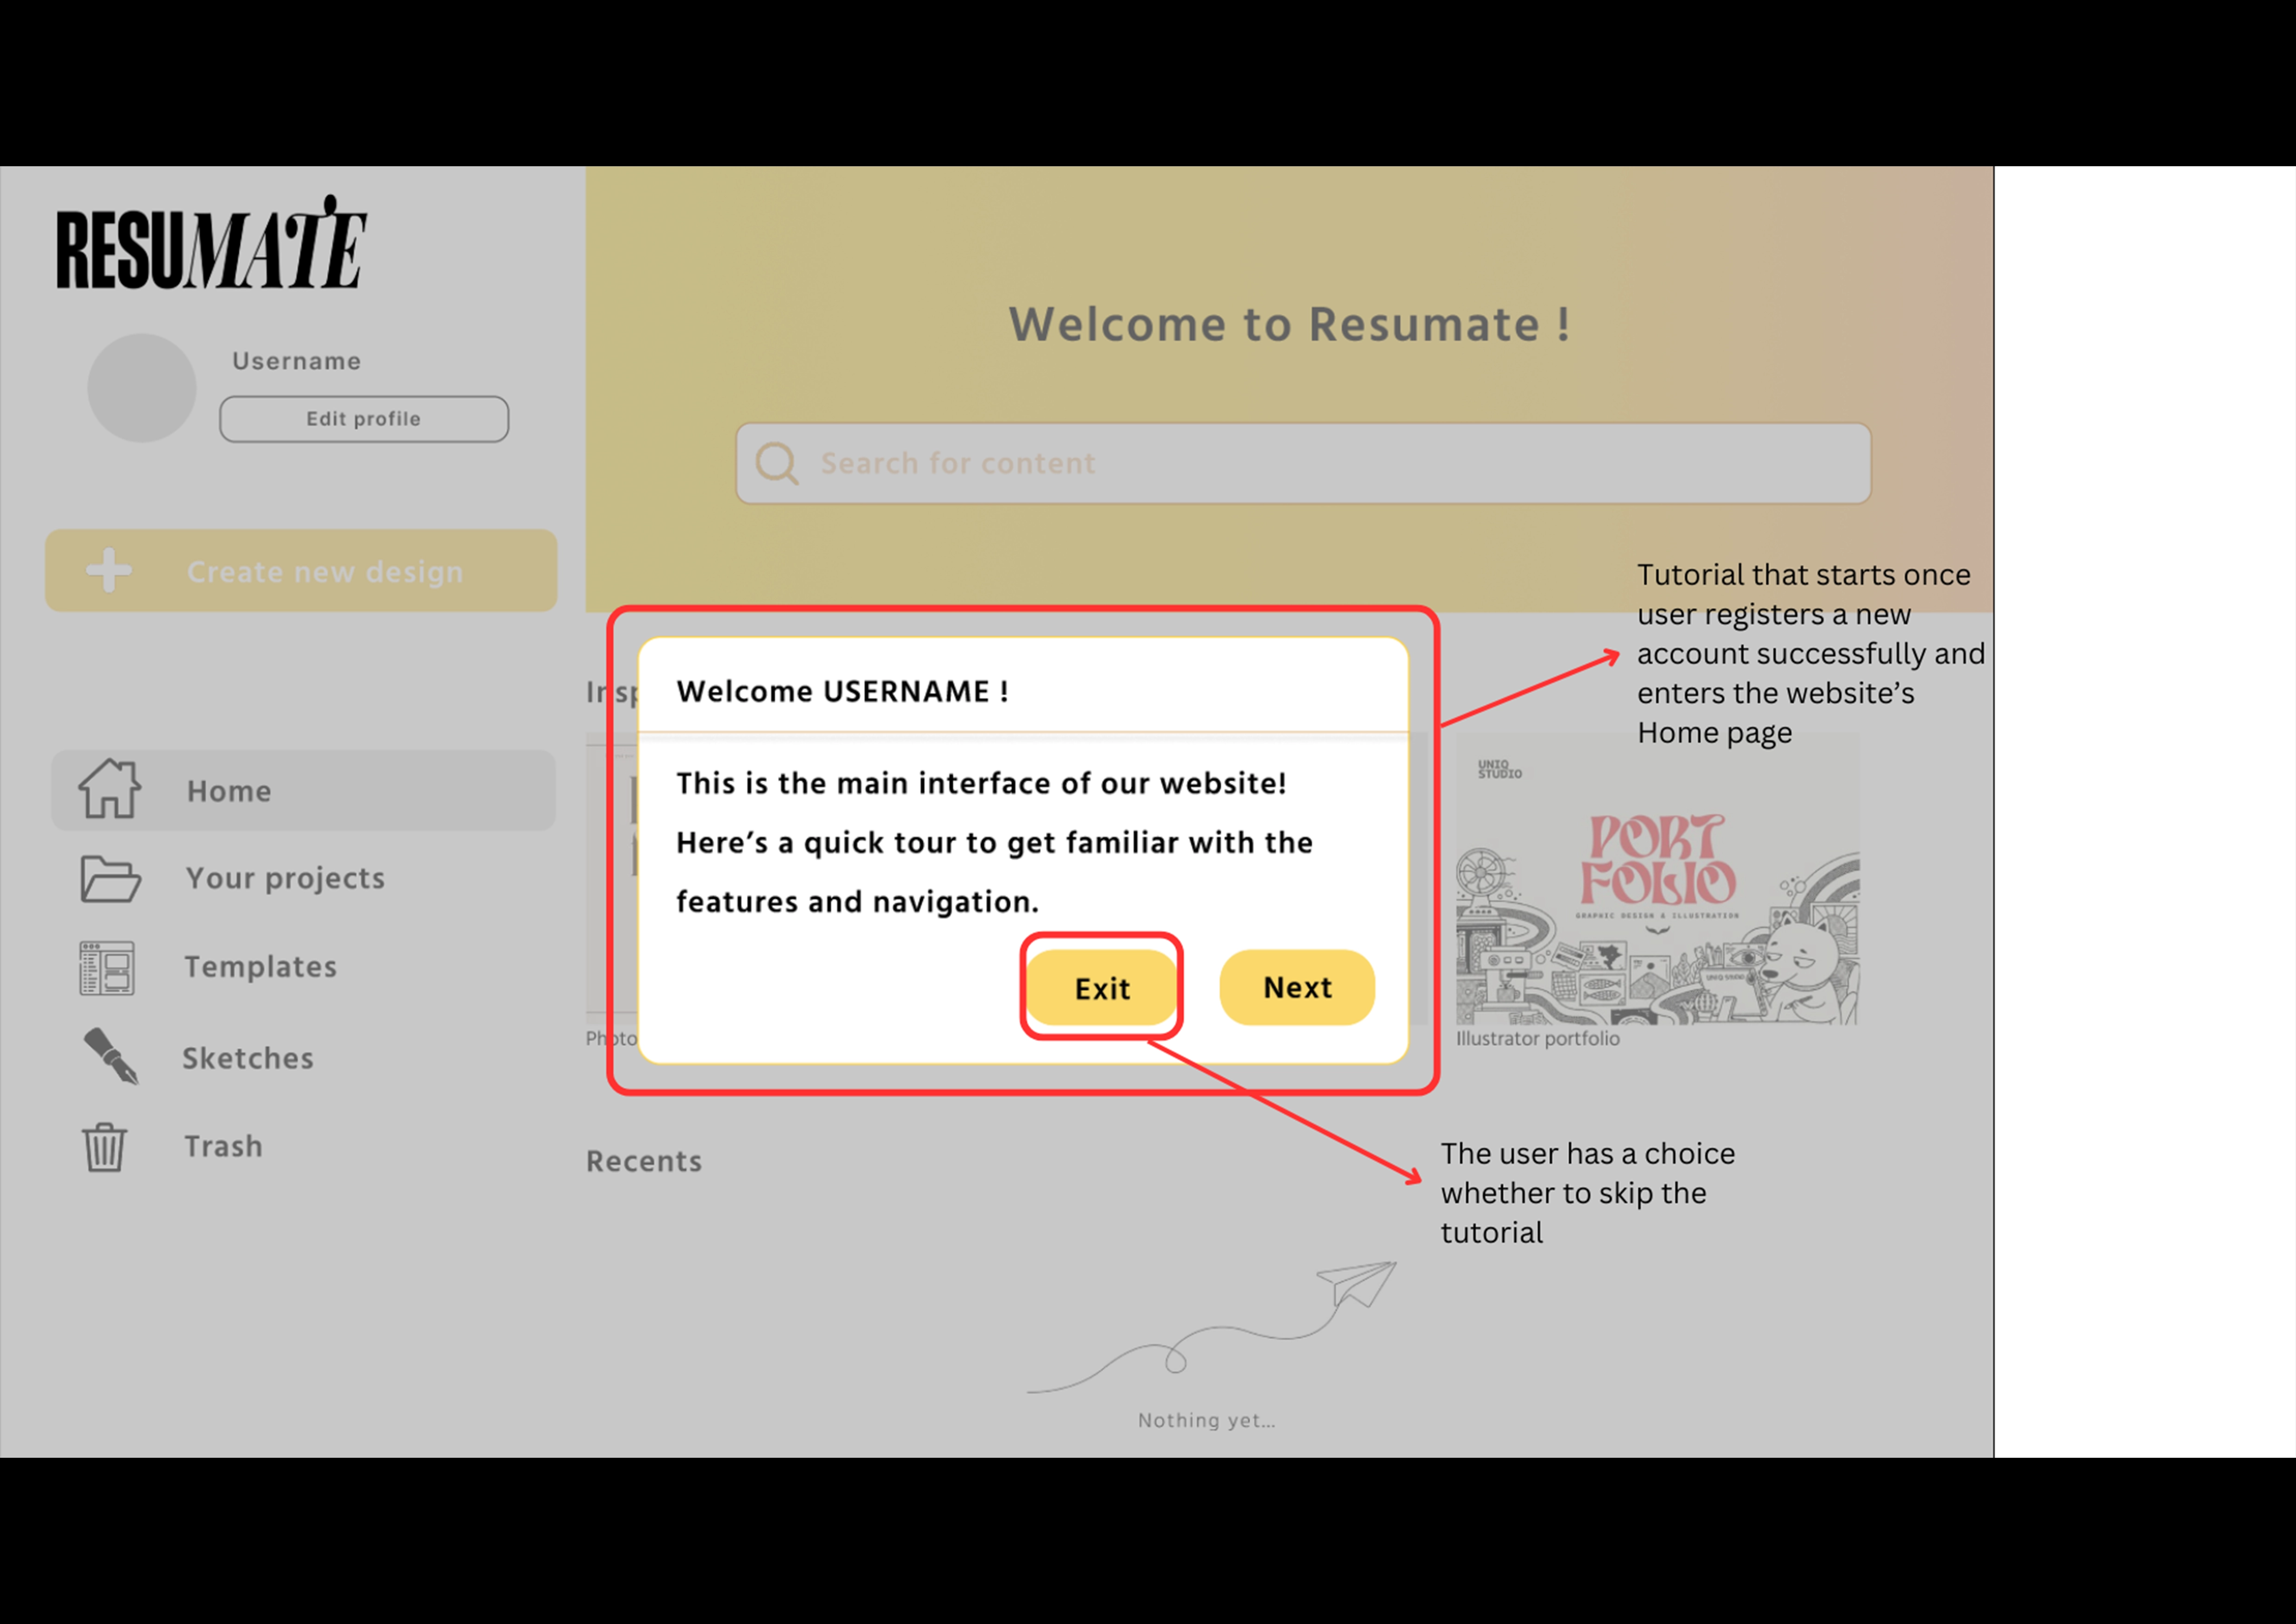 RESUMATE
Username
Edit profile
Create new design
Home
Your projects
Templates
Sketches
Trash
Welcome to Resumate !
Search for content
Tutorial that starts once
user registers a new
account successfully and
enters the website's
Home page
Welcome USERNAME !
This is the main interface of our website!
Here's a quick tour to get familiar with the
features and navigation.
Exit
Next
UNIQ
STUDIO
PORT
FOLIO
GRAPHIC DESIGN & ILLUSTRATION
UNIQ STUDIO
Illustrator portfolio
The user has a choice
whether to skip the
tutorial
Recents
Nothing yet...